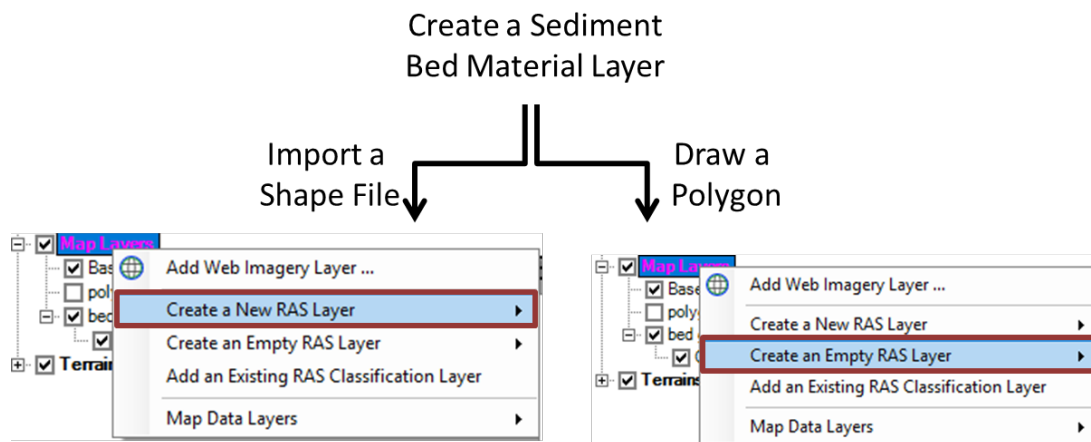 Create a Sediment
Bed Material Layer
Import a
Shape File
Draw a
Polygon
Map Layers
Add Web Imagery Layer ...
Create a New RAS Layer
Create an Empty RAS Layer
Add an Existing RAS Classification Layer
Map Data Layers
Map
Base
Add Web Imagery Layer ...
poly
Create a New RAS Layer
bed
Create an Empty RAS Layer
Add an Existing RAS Classification Layer
Terrains
Map Data Layers